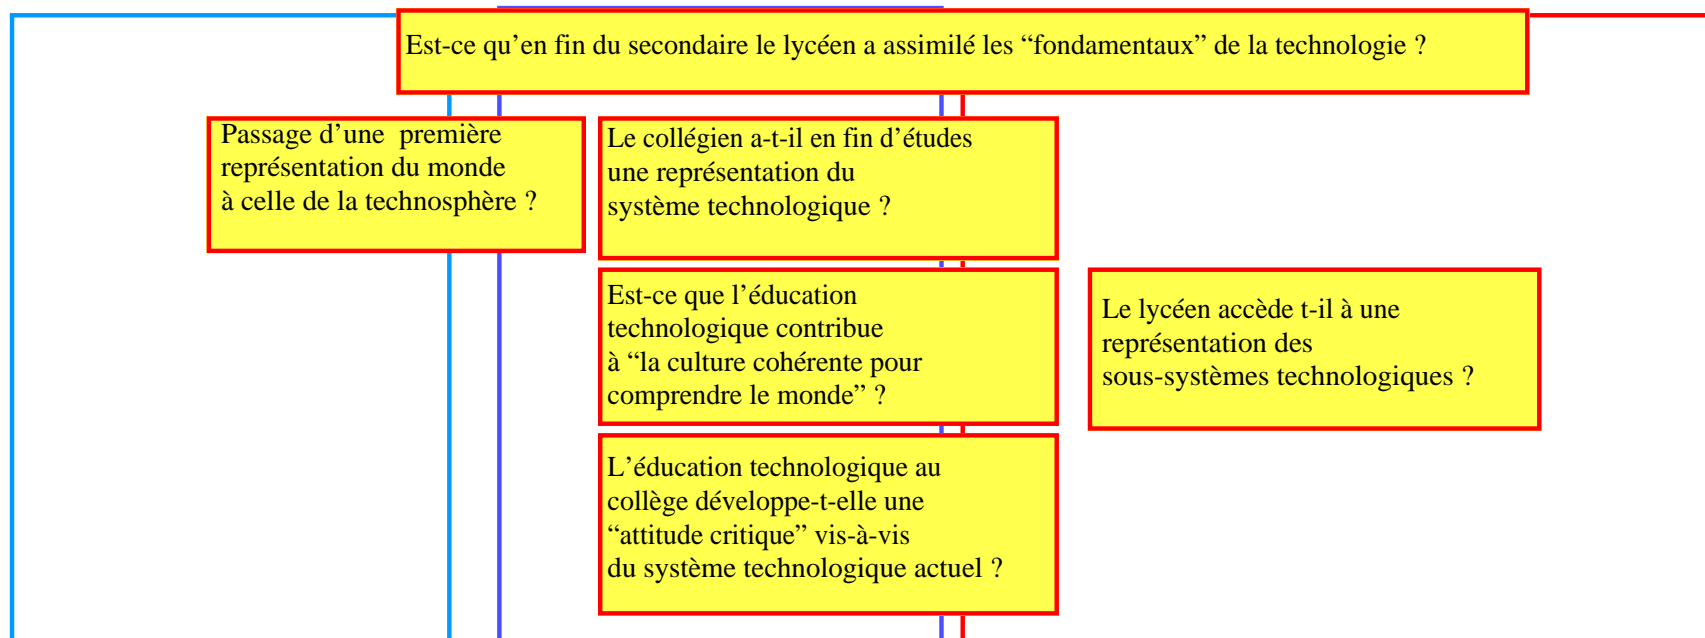 Est-ce qu’en fin du secondaire le lycéen a assimilé les “fondamentaux” de la technologie ?
Passage d’une première
représentation du monde
à celle de la technosphère ?
Le collégien a-t-il en fin d’études
une représentation du
système technologique ?
Est-ce que l’éducation
technologique contribue
à “la culture cohérente pour
comprendre le monde” ?
Le lycéen accède t-il à une
représentation des
sous-systèmes technologiques ?
L’éducation technologique au
collège développe-t-elle une
“attitude critique” vis-à-vis
du système technologique actuel ?